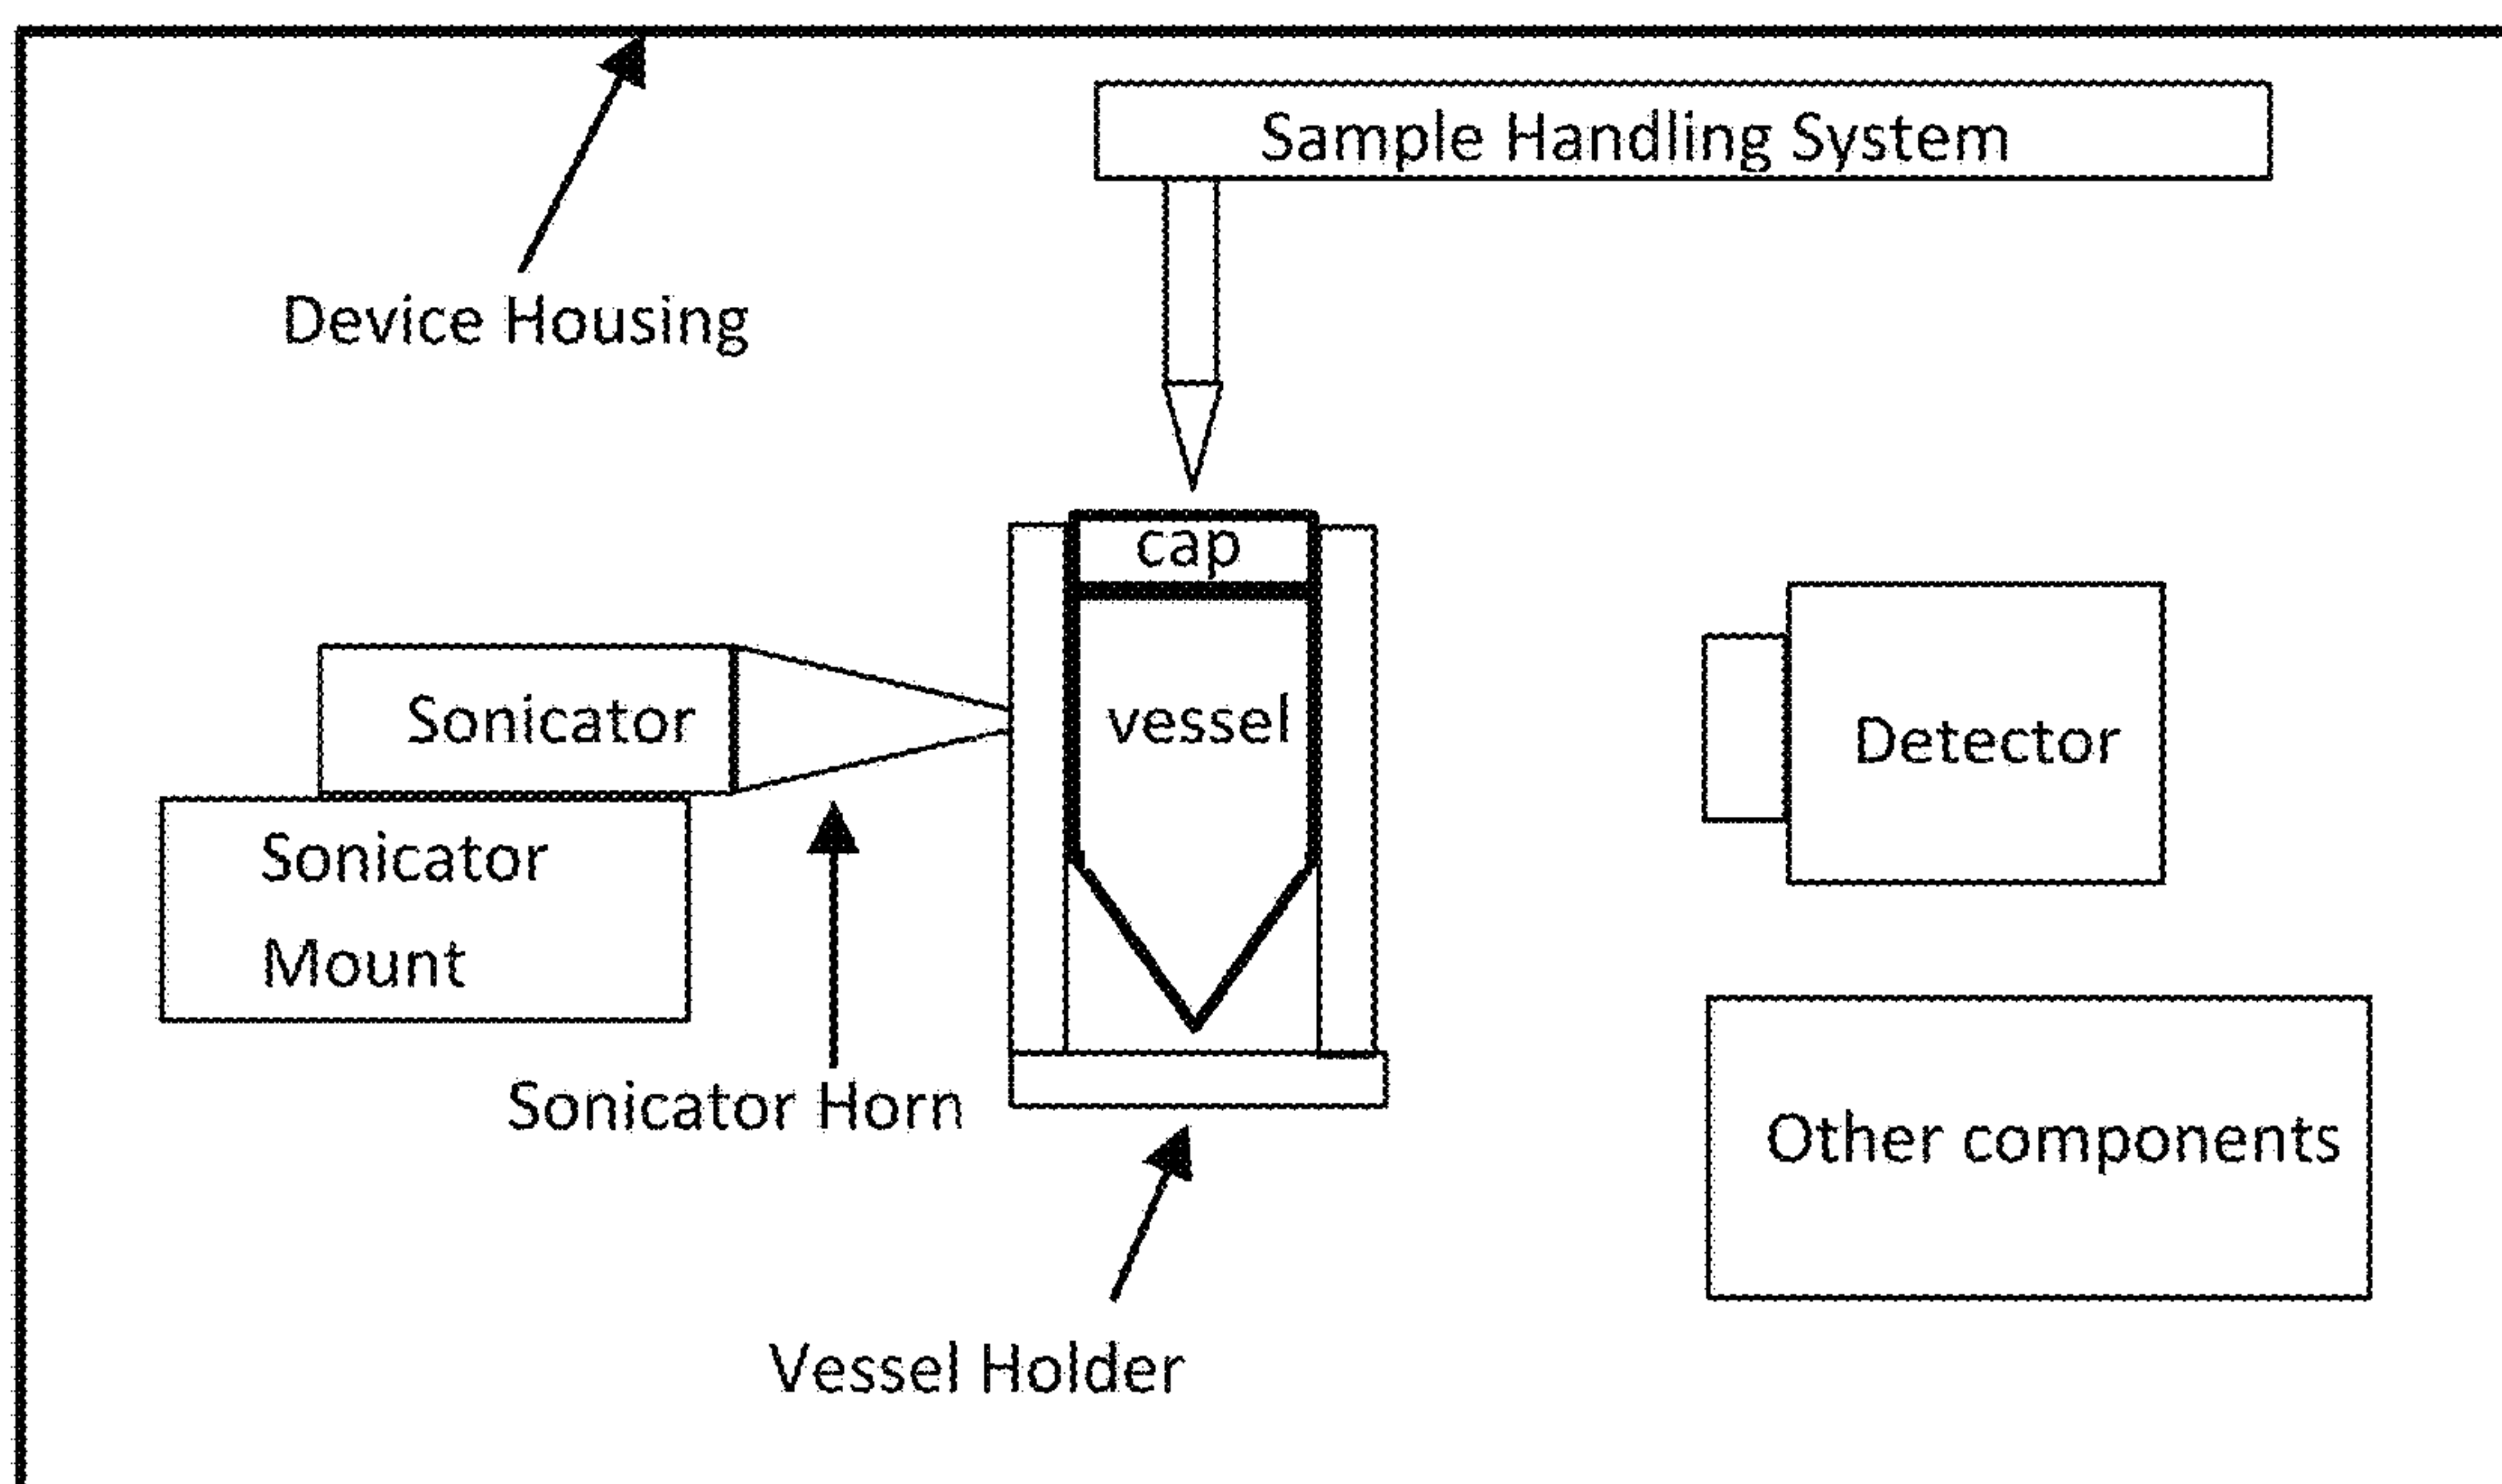 Sample Handling System
Device Housing
cap
Sonicator
vessel
Detector
Sonicator
Mount
Sonicator Horn
Other components
Vessel Holder